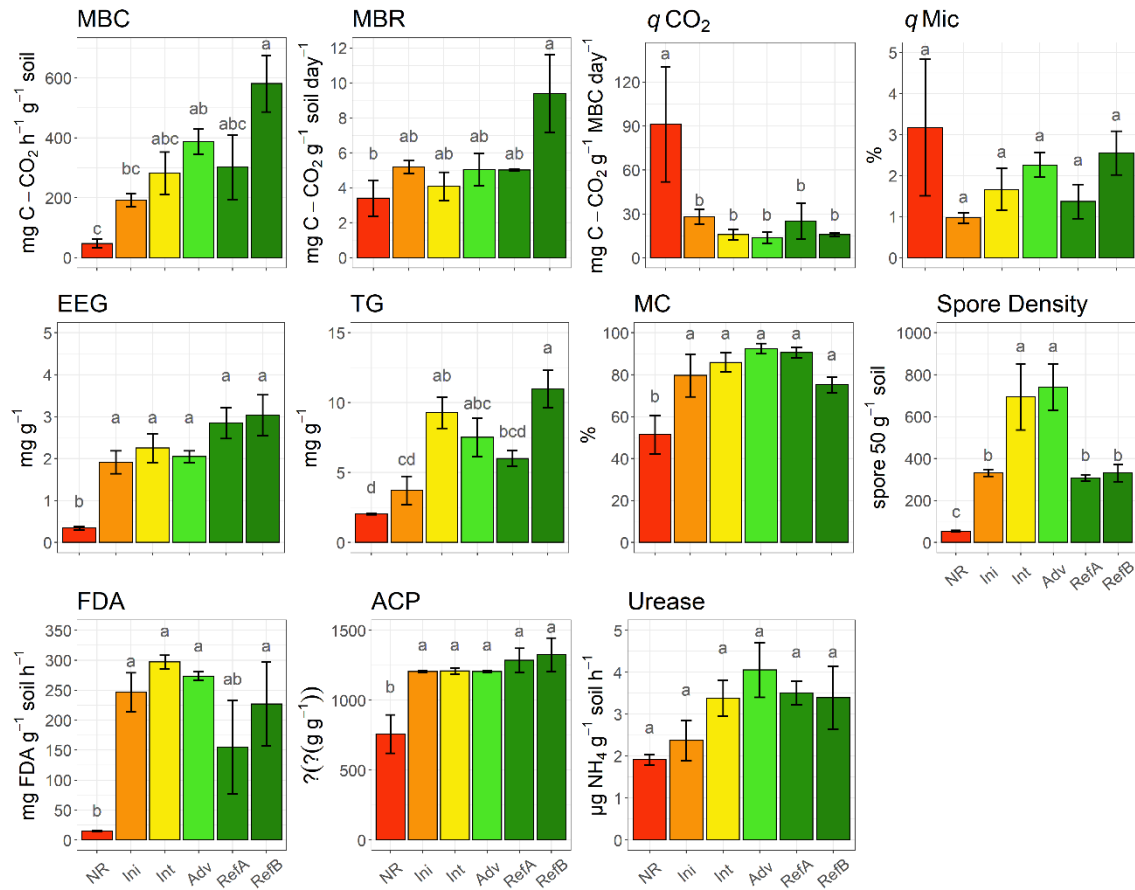 MBC
mg C − CO₂ h⁻¹ g⁻¹ soil
600
400
200
0
c
bc
abc
ab
abc
a
MBR
mg C − CO₂ g⁻¹ soil day⁻¹
12
10
8
6
4
2
0
b
ab
ab
ab
ab
a
q CO₂
mg C − CO₂ g⁻¹ MBC day⁻¹
120
90
60
30
0
a
b
b
b
b
b
q Mic
%
5
4
3
2
1
0
a
a
a
a
a
a
EEG
mg g⁻¹
5
4
3
2
1
0
b
a
a
a
a
a
TG
mg g⁻¹
15
10
5
0
d
cd
ab
abc
bcd
a
MC
%
100
80
60
40
20
0
b
a
a
a
a
a
Spore Density
spore 50 g⁻¹ soil
1000
800
600
400
200
0
c
b
a
a
b
b
NR
Ini
Int
Adv
RefA
RefB
FDA
mg FDA g⁻¹ soil h⁻¹
350
300
250
200
150
100
50
0
b
a
a
a
ab
a
NR
Ini
Int
Adv
RefA
RefB
ACP
?(?(g g⁻¹))
1500
1000
500
0
b
a
a
a
a
a
NR
Ini
Int
Adv
RefA
RefB
Urease
µg NH₄ g⁻¹ soil h⁻¹
5
4
3
2
1
0
a
a
a
a
a
a
NR
Ini
Int
Adv
RefA
RefB